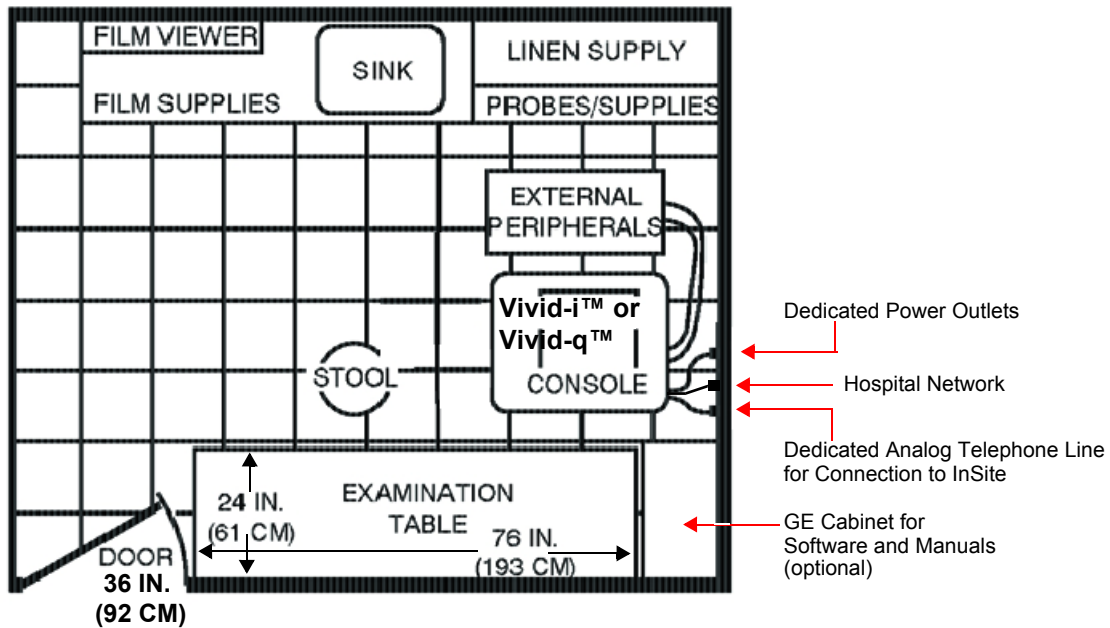 FILM VIEWER
SINK
LINEN SUPPLY
FILM SUPPLIES
PROBES/SUPPLIES
EXTERNAL
PERIPHERALS
Vivid-i™ or
Vivid-q™
CONSOLE
STOOL
Dedicated Power Outlets
Hospital Network
Dedicated Analog Telephone Line
for Connection to InSite
GE Cabinet for
Software and Manuals
(optional)
24 IN.
(61 CM)
EXAMINATION
TABLE
76 IN.
(193 CM)
DOOR
36 IN.
(92 CM)